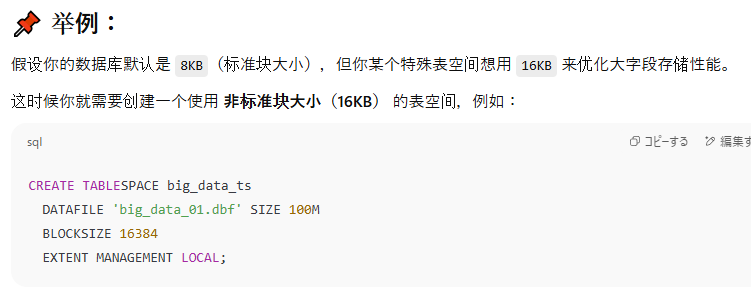 📌 举例：
假设你的数据库默认是 8KB（标准块大小），但你某个特殊表空间想用 16KB 来优化大字段存储性能。
这时候你就需要创建一个使用 非标准块大小（16KB） 的表空间，例如：
sql コピーする 編集す
CREATE TABLESPACE big_data_ts
DATAFILE 'big_data_01.dbf' SIZE 100M
BLOCKSIZE 16384
EXTENT MANAGEMENT LOCAL;